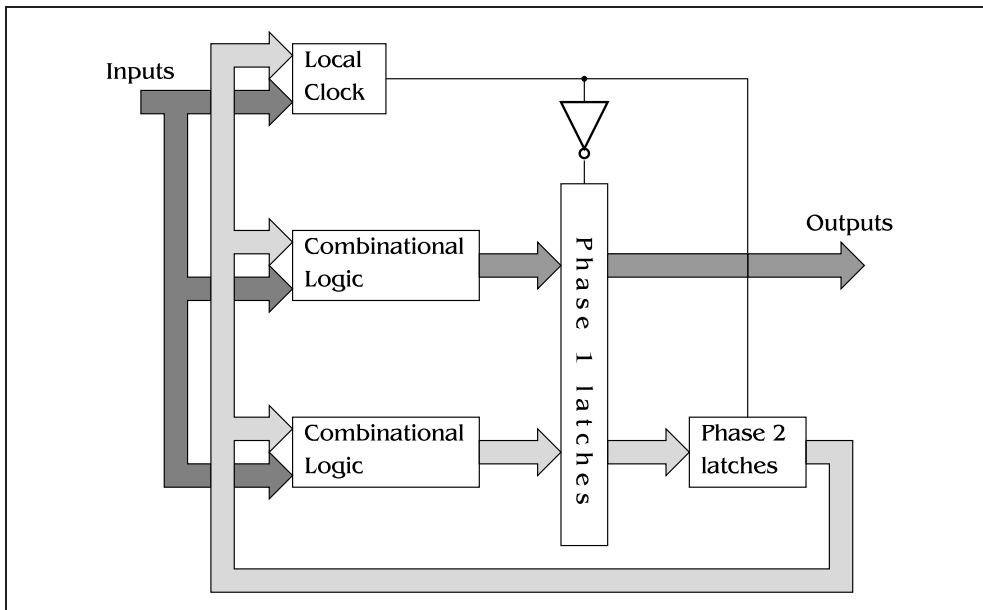 Inputs
Local
Clock
Outputs
Combinational
Logic
Phase 1 latches
Combinational
Logic
Phase 2
latches